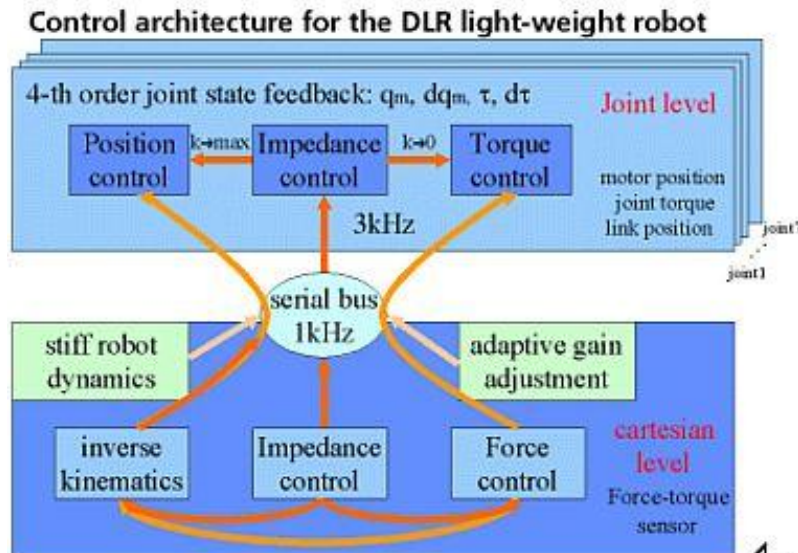 Control architecture for the DLR light-weight robot
4-th order joint state feedback: qm, dqm, τ, dτ
Joint level
Position
control
k→max
Impedance
control
k→0
Torque
control
motor position
joint torque
link position
3kHz
joint1
serial bus
1kHz
stiff robot
dynamics
adaptive gain
adjustment
inverse
kinematics
Impedance
control
Force
control
cartesian
level
Force-torque
sensor